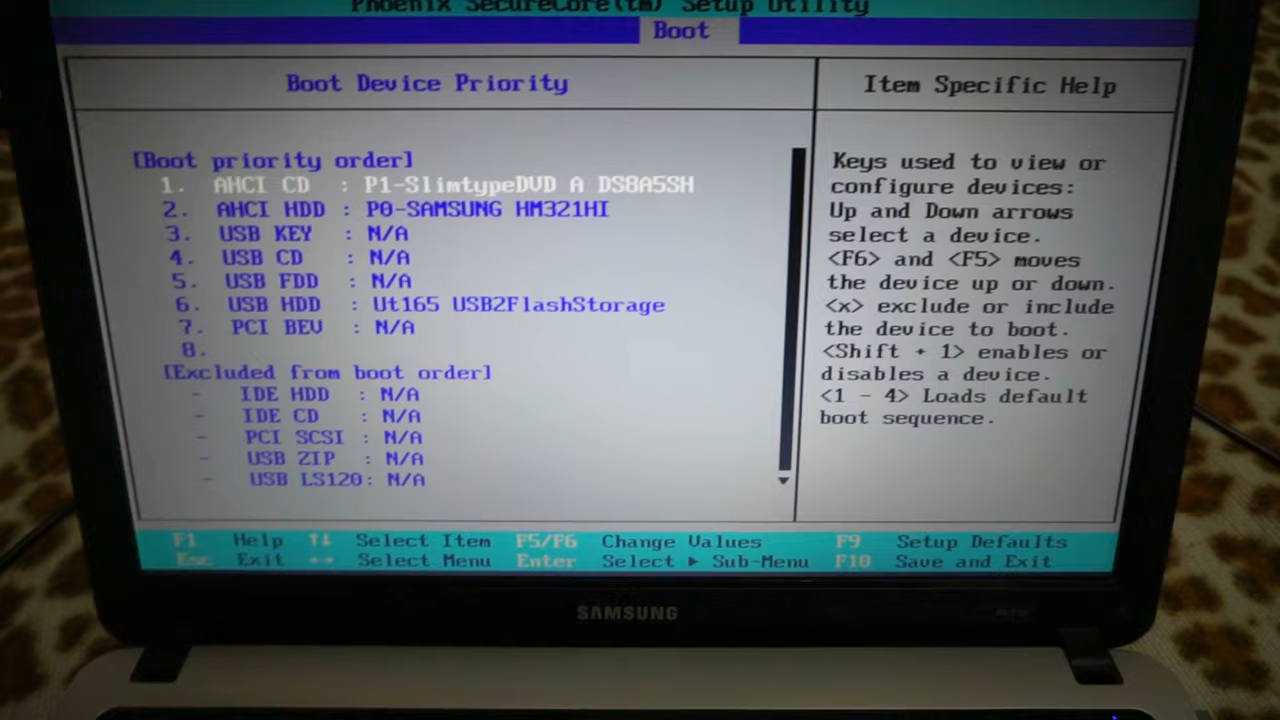 Phoenix SecureCore(tm) Setup Utility
Boot
Boot Device Priority
[Boot priority order]
1. AHCI CD : P1-SlimtypeDVD A DS8A5SH
2. AHCI HDD : P0-SAMSUNG HM321HI
3. USB KEY : N/A
4. USB CD : N/A
5. USB FDD : N/A
6. USB HDD : Ut165 USB2FlashStorage
7. PCI BEV : N/A
8.
[Excluded from boot order]
- IDE HDD : N/A
- IDE CD : N/A
- PCI SCSI : N/A
- USB ZIP : N/A
- USB LS120: N/A
Item Specific Help
Keys used to view or
configure devices:
Up and Down arrows
select a device.
<F6> and <F5> moves
the device up or down.
<x> exclude or include
the device to boot.
<Shift + 1> enables or
disables a device.
<1 - 4> Loads default
boot sequence.
F1 Help ↑↓ Select Item F5/F6 Change Values F9 Setup Defaults
Esc Exit ←→ Select Menu Enter Select ▶ Sub-Menu F10 Save and Exit
SAMSUNG